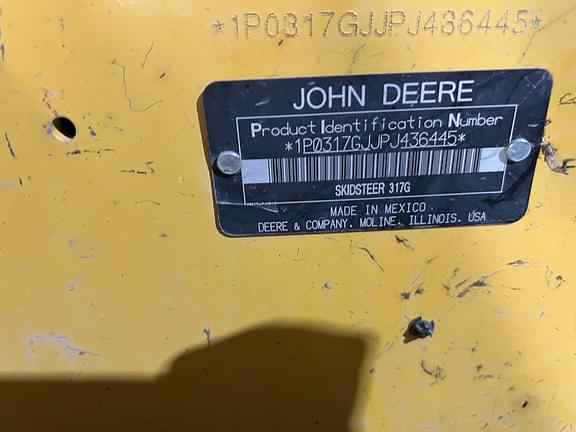 *1P0317GJJPJ436445*
JOHN DEERE
Product Identification Number
*1P0317GJJPJ436445*
SKIDSTEER 317G
MADE IN MEXICO
DEERE & COMPANY, MOLINE, ILLINOIS, USA